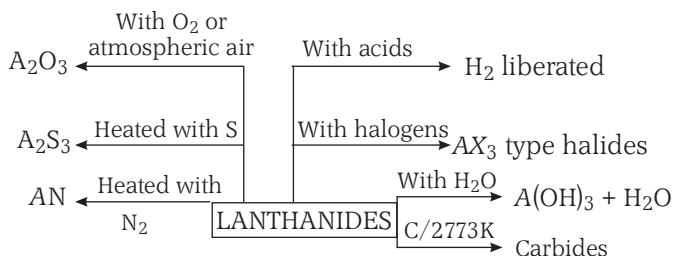 With O₂ or
atmospheric air
A₂O₃
With acids
H₂ liberated
A₂S₃
Heated with S
With halogens
AX₃ type halides
AN
Heated with
N₂
LANTHANIDES
With H₂O
A(OH)₃ + H₂O
C/2773K
Carbides